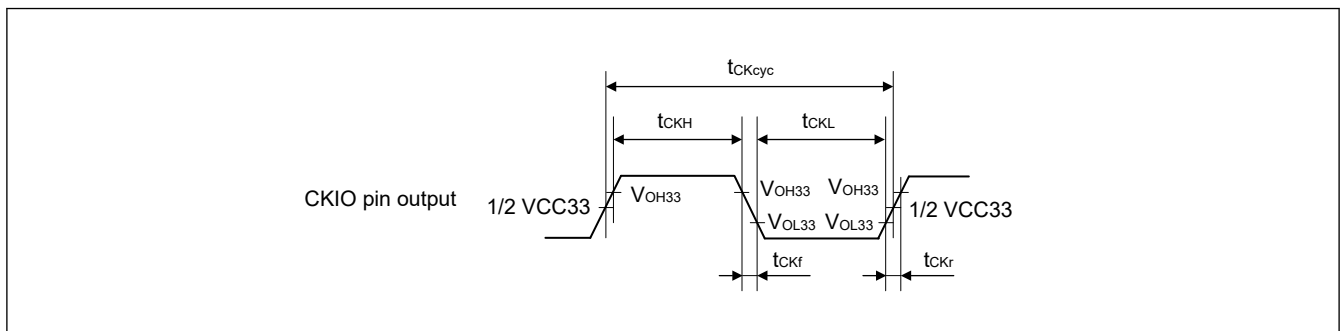 tCKcyc
tCKH tCKL
CKIO pin output 1/2 VCC33 VOH33 VOH33 VOH33 1/2 VCC33
VOL33 VOL33
tCKf tCKr